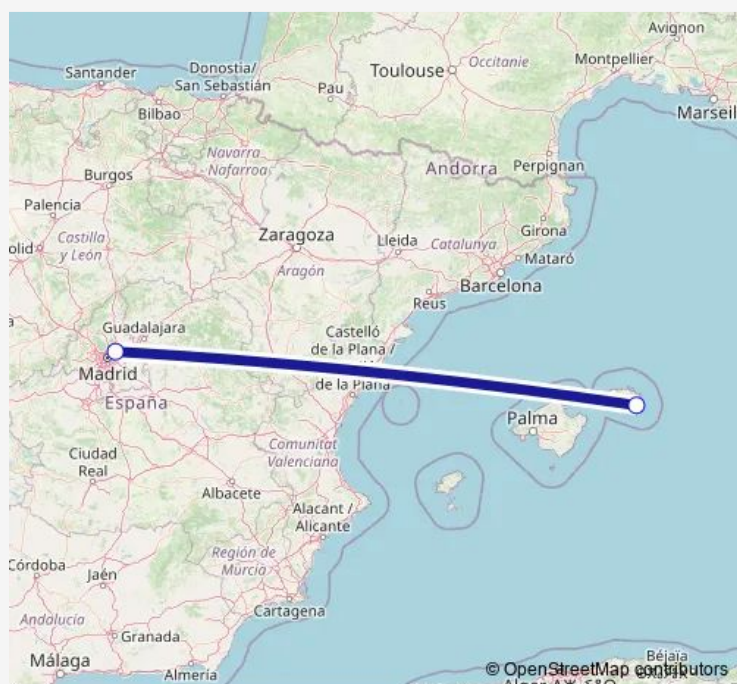 Avignon
Santander
Donostia/
San Sebastián
Toulouse
Occitanie
Montpellier
Bilbao
Pau
Marseil
Navarra
Nafarroa
Andorra
Perpignan
Burgos
Palencia
Zaragoza
Lleida
Catalunya
Girona
Castilla
y León
olid
Mataró
Aragón
Barcelona
Reus
Guadalajara
Castelló
de la Plana /
de la Plana
Madrid
España
Palma
Ciudad
Real
Comunitat
Valenciana
Albacete
Alacant /
Alicante
Región de
Murcia
Córdoba
Jaén
Cartagena
Andalucía
Granada
Málaga
Almería
Béjaïa
© OpenStreetMap contributors